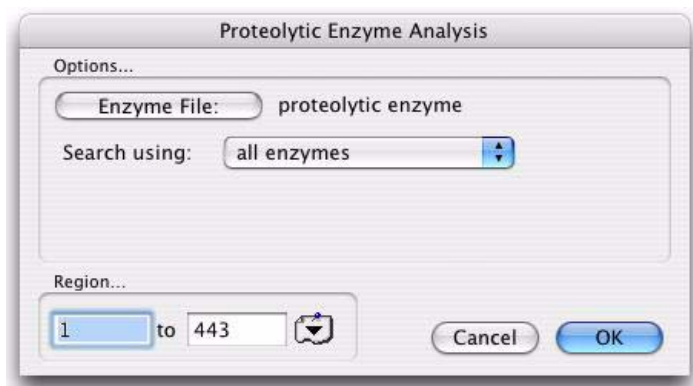 Proteolytic Enzyme Analysis
Options...
Enzyme File: proteolytic enzyme
Search using: all enzymes
Region...
1 to 443 Cancel OK